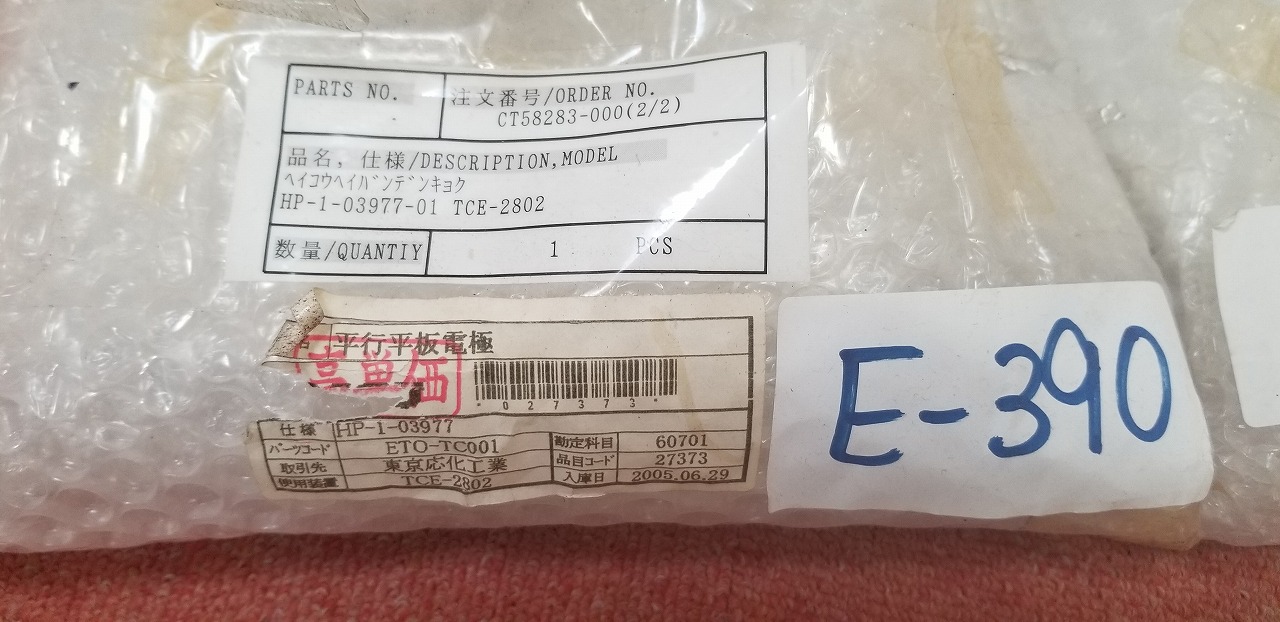 PARTS NO.
注文番号/ORDER NO.
CT58283-000(2/2)
品名, 仕様/DESCRIPTION,MODEL
ﾍｲｺｳﾍｲﾊﾞﾝﾃﾞﾝｷｮｸ
HP-1-03977-01 TCE-2802
数量/QUANTIY 1 PCS
平行平板電極
*027373*
仕様 HP-1-03977
パーツコード ETO-TC001 勘定科目 60701
取引先 東京応化工業 品目コード 27373
使用装置 TCE-2802 入庫日 2005.06.29
E-390